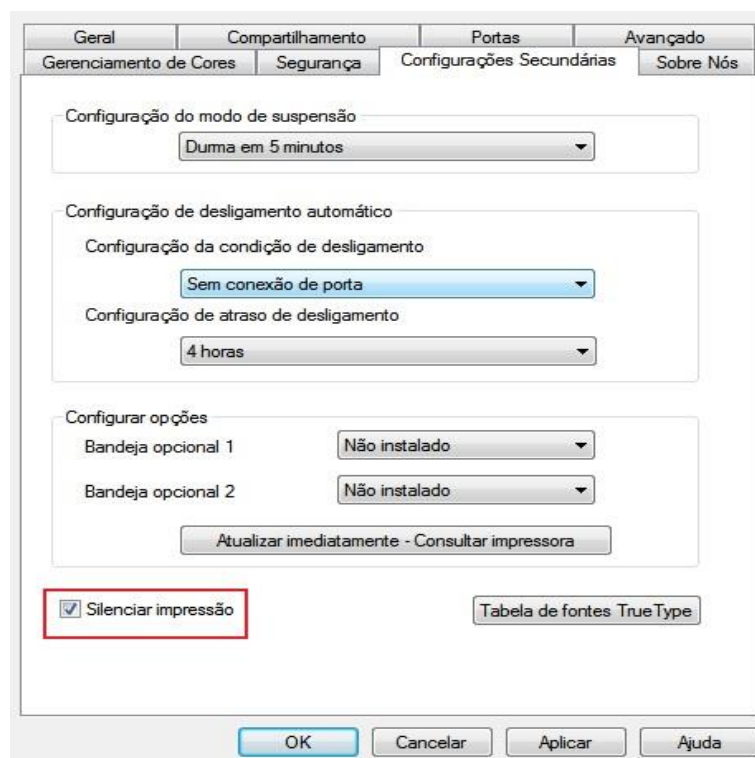 Geral Compartilhamento Portas Avançado
Gerenciamento de Cores Segurança Configurações Secundárias Sobre Nós
Configuração do modo de suspensão
Durma em 5 minutos
Configuração de desligamento automático
Configuração da condição de desligamento
Sem conexão de porta
Configuração de atraso de desligamento
4 horas
Configurar opções
Bandeja opcional 1 Não instalado
Bandeja opcional 2 Não instalado
Atualizar imediatamente - Consultar impressora
Silenciar impressão Tabela de fontes TrueType
OK Cancelar Aplicar Ajuda